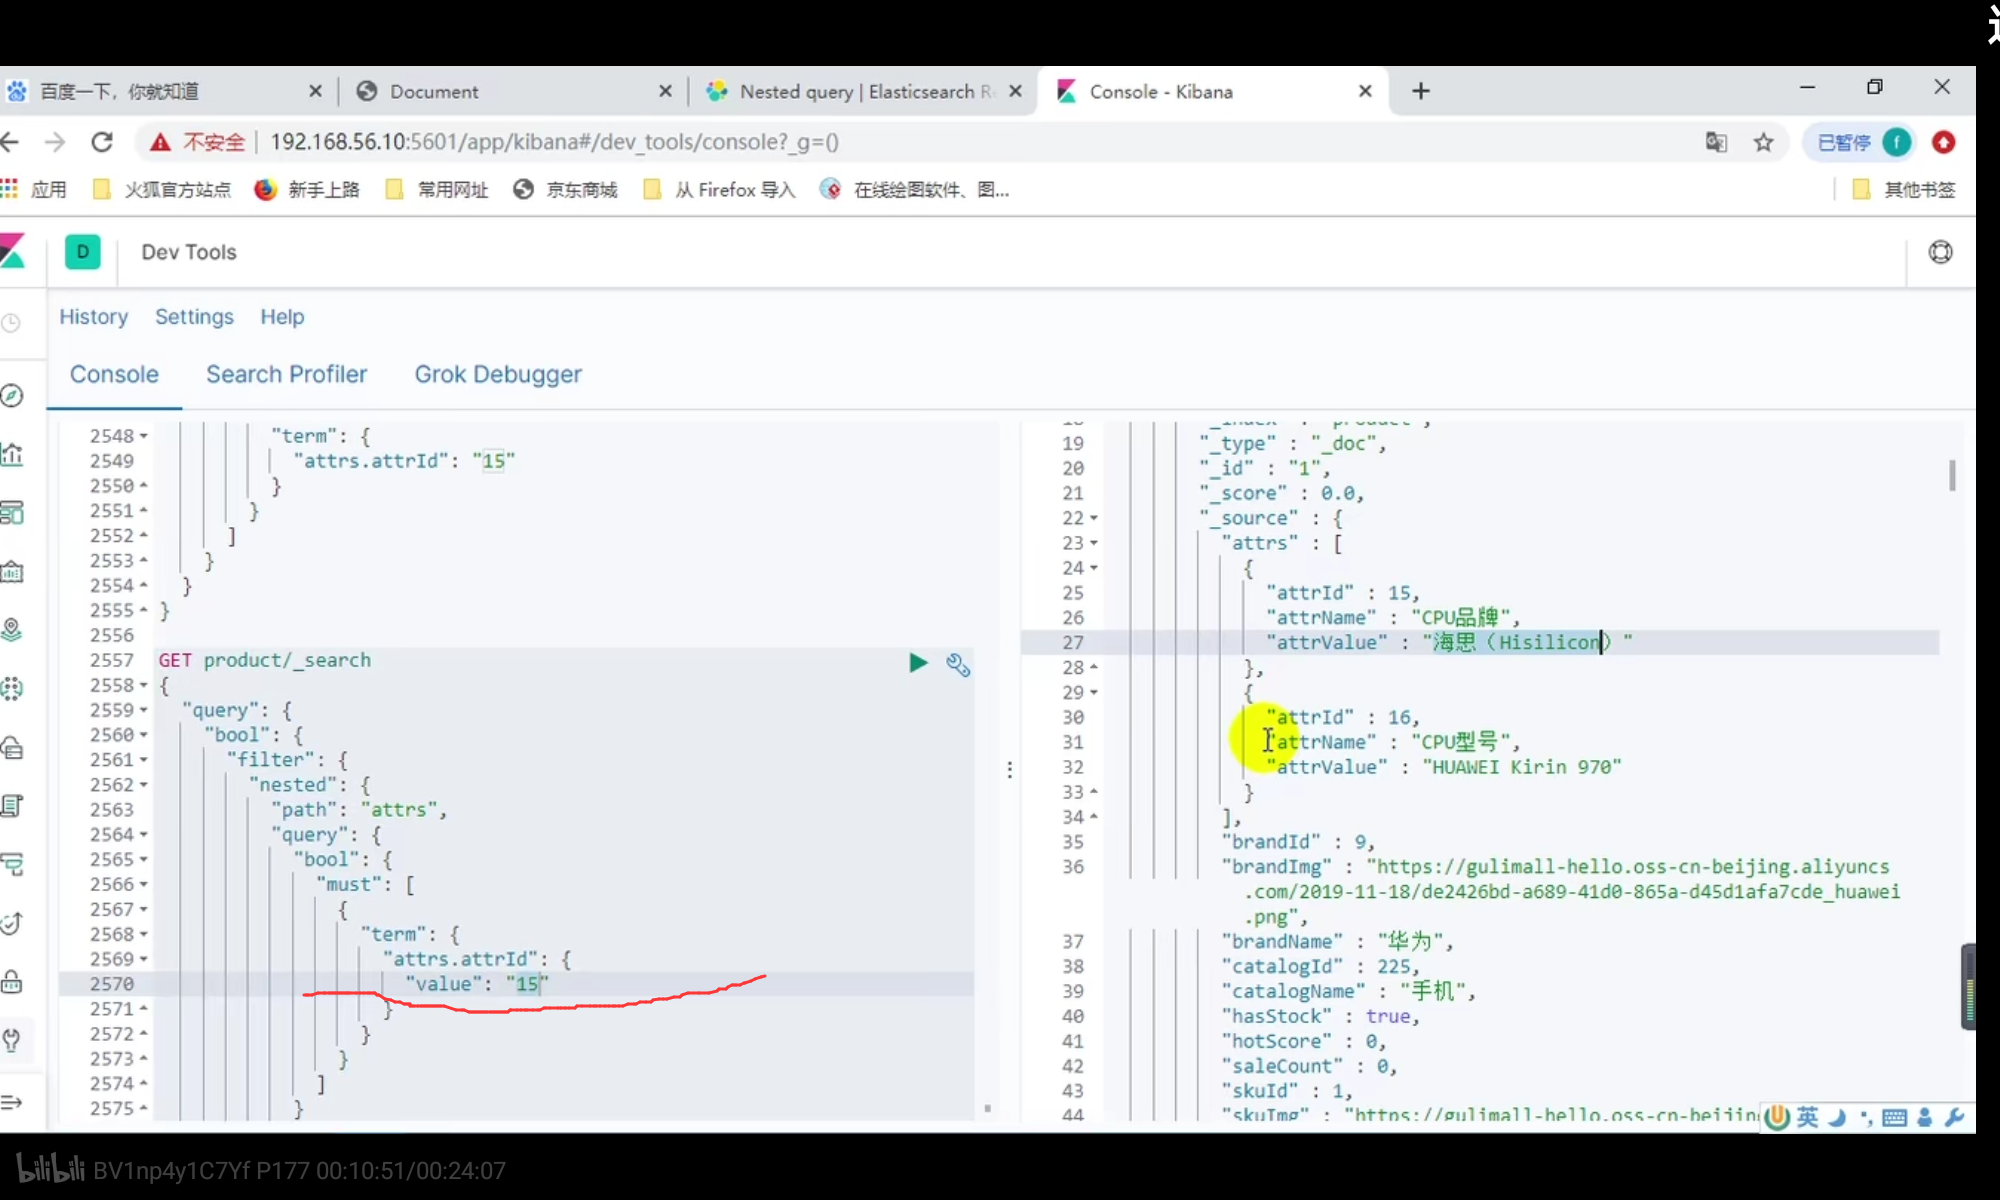 百度一下，你就知道
Document
Nested query | Elasticsearch R
Console - Kibana
不安全
192.168.56.10:5601/app/kibana#/dev_tools/console?_g=()
已暂停
f
应用
火狐官方站点
新手上路
常用网址
京东商城
从 Firefox 导入
在线绘图软件、图...
其他书签
D
Dev Tools
History Settings Help
Console Search Profiler Grok Debugger
2548 "term": {
2549 "attrs.attrId": "15"
2550 }
2551 }
2552 ]
2553 }
2554 }
2555 }
2556
2557 GET product/_search
2558 {
2559 "query": {
2560 "bool": {
2561 "filter": {
2562 "nested": {
2563 "path": "attrs",
2564 "query": {
2565 "bool": {
2566 "must": [
2567 {
2568 "term": {
2569 "attrs.attrId": {
2570 "value": "15"
2571 }
2572 }
2573 }
2574 ]
2575 }
18 "_index" : "product",
19 "_type" : "_doc",
20 "_id" : "1",
21 "_score" : 0.0,
22 "_source" : {
23 "attrs" : [
24 {
25 "attrId" : 15,
26 "attrName" : "CPU品牌",
27 "attrValue" : "海思（Hisilicon）"
28 },
29 {
30 "attrId" : 16,
31 "attrName" : "CPU型号",
32 "attrValue" : "HUAWEI Kirin 970"
33 }
34 ],
35 "brandId" : 9,
36 "brandImg" : "https://gulimall-hello.oss-cn-beijing.aliyuncs
.com/2019-11-18/de2426bd-a689-41d0-865a-d45d1afa7cde_huawei
.png",
37 "brandName" : "华为",
38 "catalogId" : 225,
39 "catalogName" : "手机",
40 "hasStock" : true,
41 "hotScore" : 0,
42 "saleCount" : 0,
43 "skuId" : 1,
44 "skuImg" : "https://gulimall-hello.oss-cn-beijin
英
bilibili BV1np4y1C7Yf P177 00:10:51/00:24:07